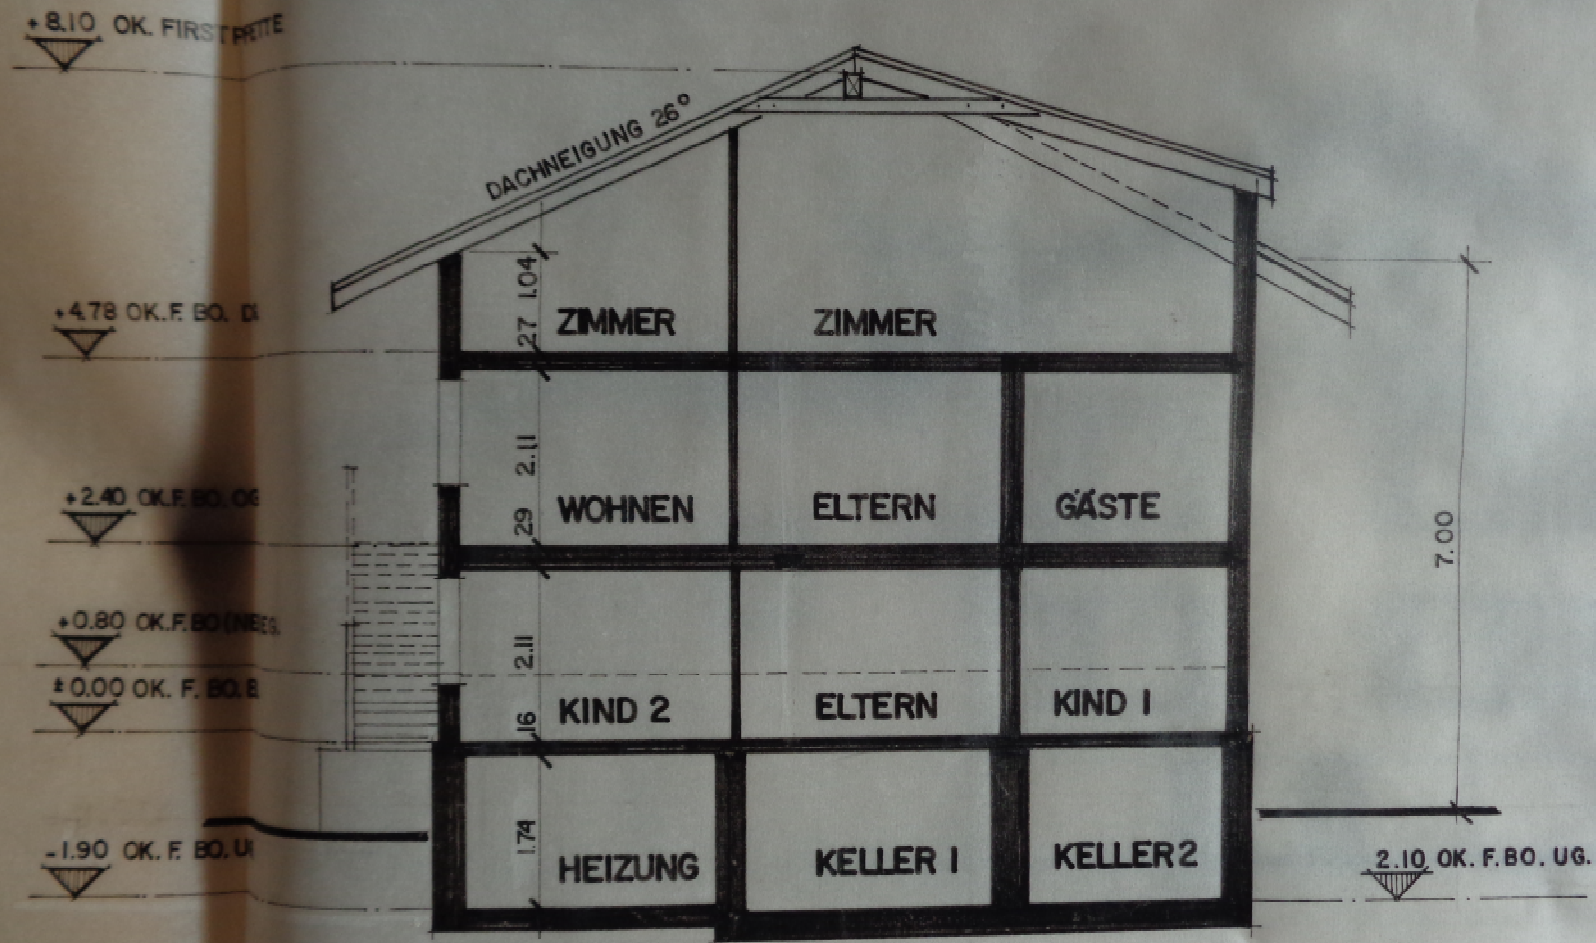 +8.10 OK. FIRSTPFETTE
DACHNEIGUNG 26°
+4.78 OK.F. BO. D
1.04
27
ZIMMER
ZIMMER
2.11
+2.40 OK.F.BO. OG
29
WOHNEN
ELTERN
GÄSTE
7.00
+0.80 OK.F.BO
2.11
±0.00 OK. F. BO. E
16
KIND 2
ELTERN
KIND 1
-1.90 OK. F. BO. U
1.74
HEIZUNG
KELLER 1
KELLER 2
2.10 OK. F. BO. UG.